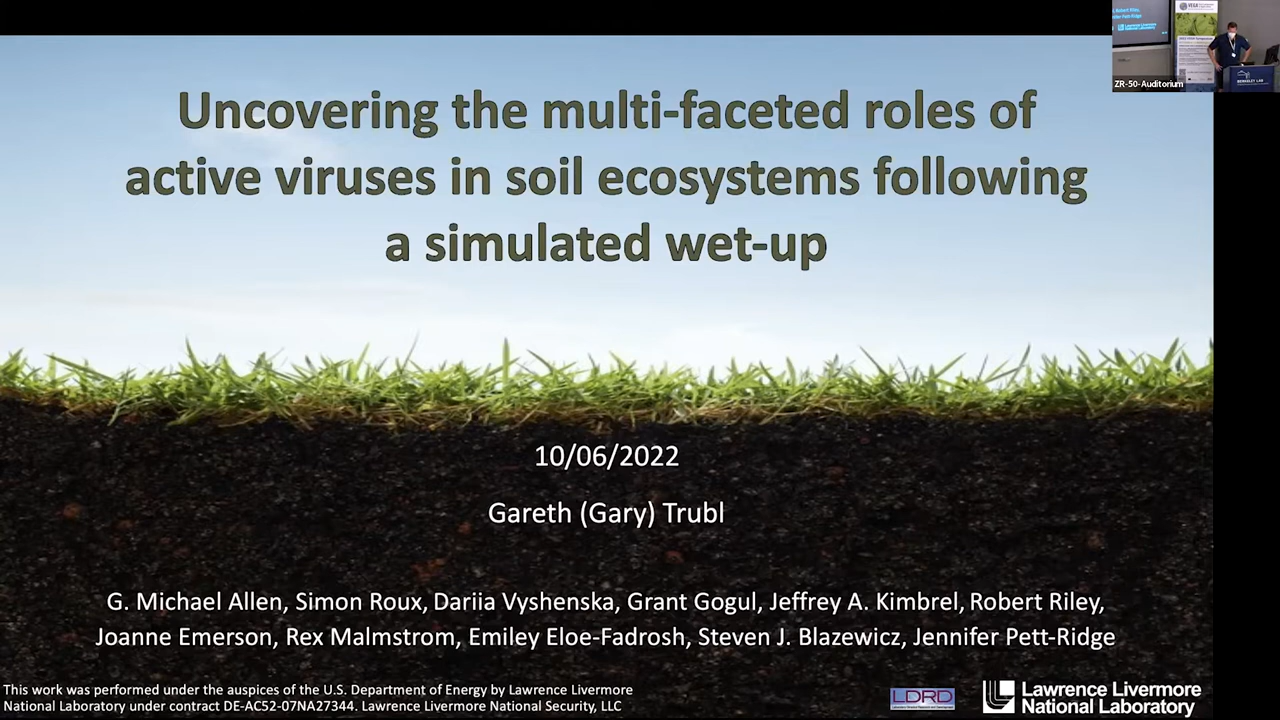 Uncovering the multi-faceted roles of
active viruses in soil ecosystems following
a simulated wet-up
10/06/2022
Gareth (Gary) Trubl
G. Michael Allen, Simon Roux, Dariia Vyshenska, Grant Gogul, Jeffrey A. Kimbrel, Robert Riley,
Joanne Emerson, Rex Malmstrom, Emiley Eloe-Fadrosh, Steven J. Blazewicz, Jennifer Pett-Ridge
This work was performed under the auspices of the U.S. Department of Energy by Lawrence Livermore
National Laboratory under contract DE-AC52-07NA27344. Lawrence Livermore National Security, LLC
LDRD
Lawrence Livermore
National Laboratory
ZR-50-Auditorium
BERKELEY LAB